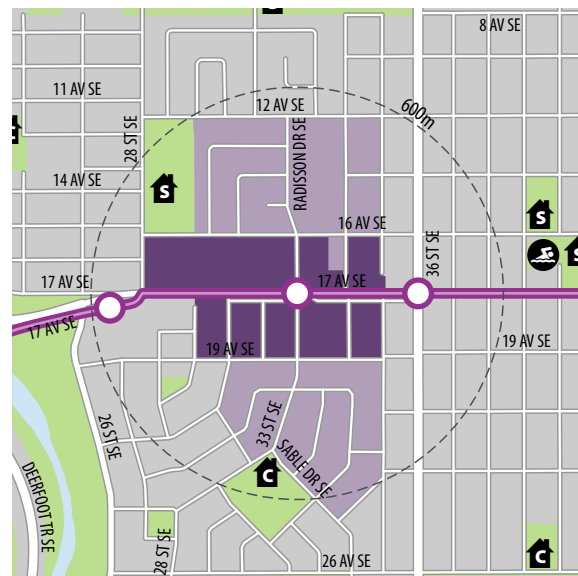 8 AV SE
11 AV SE
12 AV SE
600m
28 ST SE
RADISSON DR SE
14 AV SE
S
S
S
16 AV SE
36 ST SE
17 AV SE
17 AV SE
17 AV SE
19 AV SE
19 AV SE
26 ST SE
33 ST SE
SABLE DR SE
C
DEERFOOT TR SE
28 ST SE
26 AV SE
C